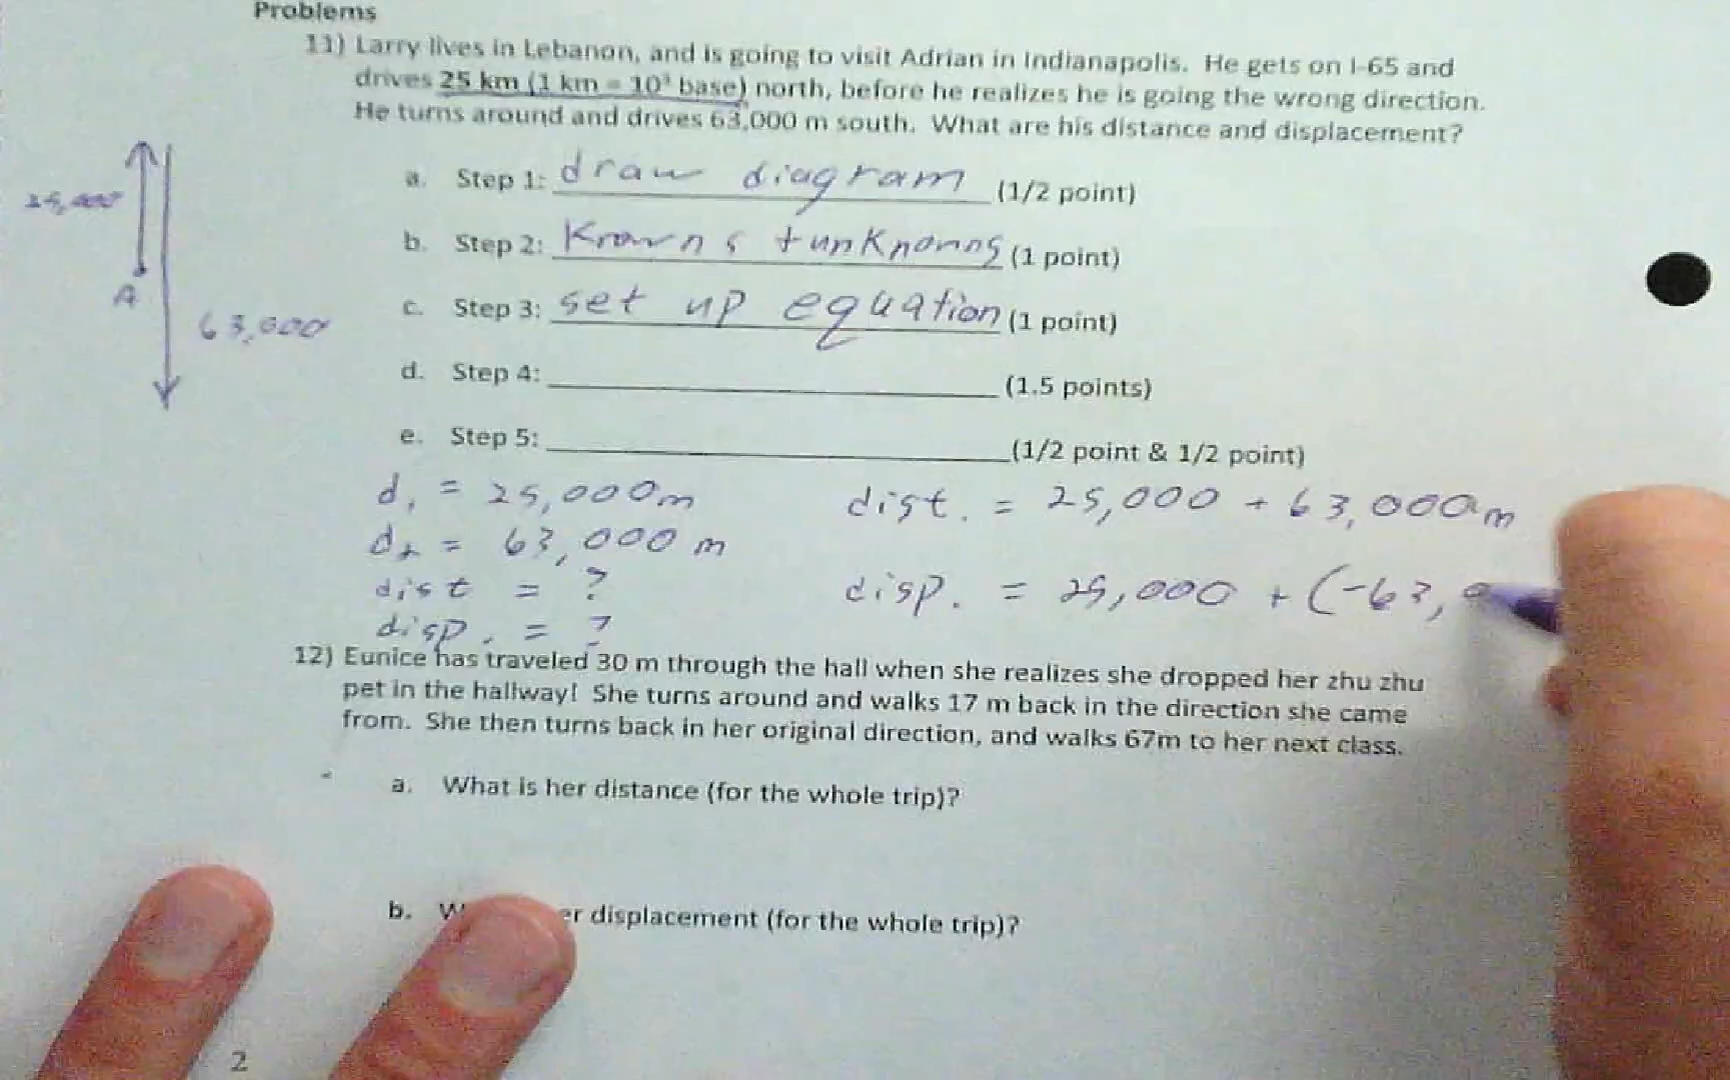 Problems
11) Larry lives in Lebanon, and is going to visit Adrian in Indianapolis. He gets on I-65 and
drives 25 km (1 km = 10³ base) north, before he realizes he is going the wrong direction.
He turns around and drives 63,000 m south. What are his distance and displacement?
a. Step 1: draw diagram (1/2 point)
25,000
b. Step 2: Knowns + unknowns (1 point)
A
c. Step 3: set up equation (1 point)
63,000
d. Step 4: (1.5 points)
e. Step 5: (1/2 point & 1/2 point)
d₁ = 25,000m dist. = 25,000 + 63,000m
d₂ = 63,000 m
dist = ? disp. = 25,000 + (-63,
disp. = ?
12) Eunice has traveled 30 m through the hall when she realizes she dropped her zhu zhu
pet in the hallway! She turns around and walks 17 m back in the direction she came
from. She then turns back in her original direction, and walks 67m to her next class.
a. What is her distance (for the whole trip)?
b. displacement (for the whole trip)?
2